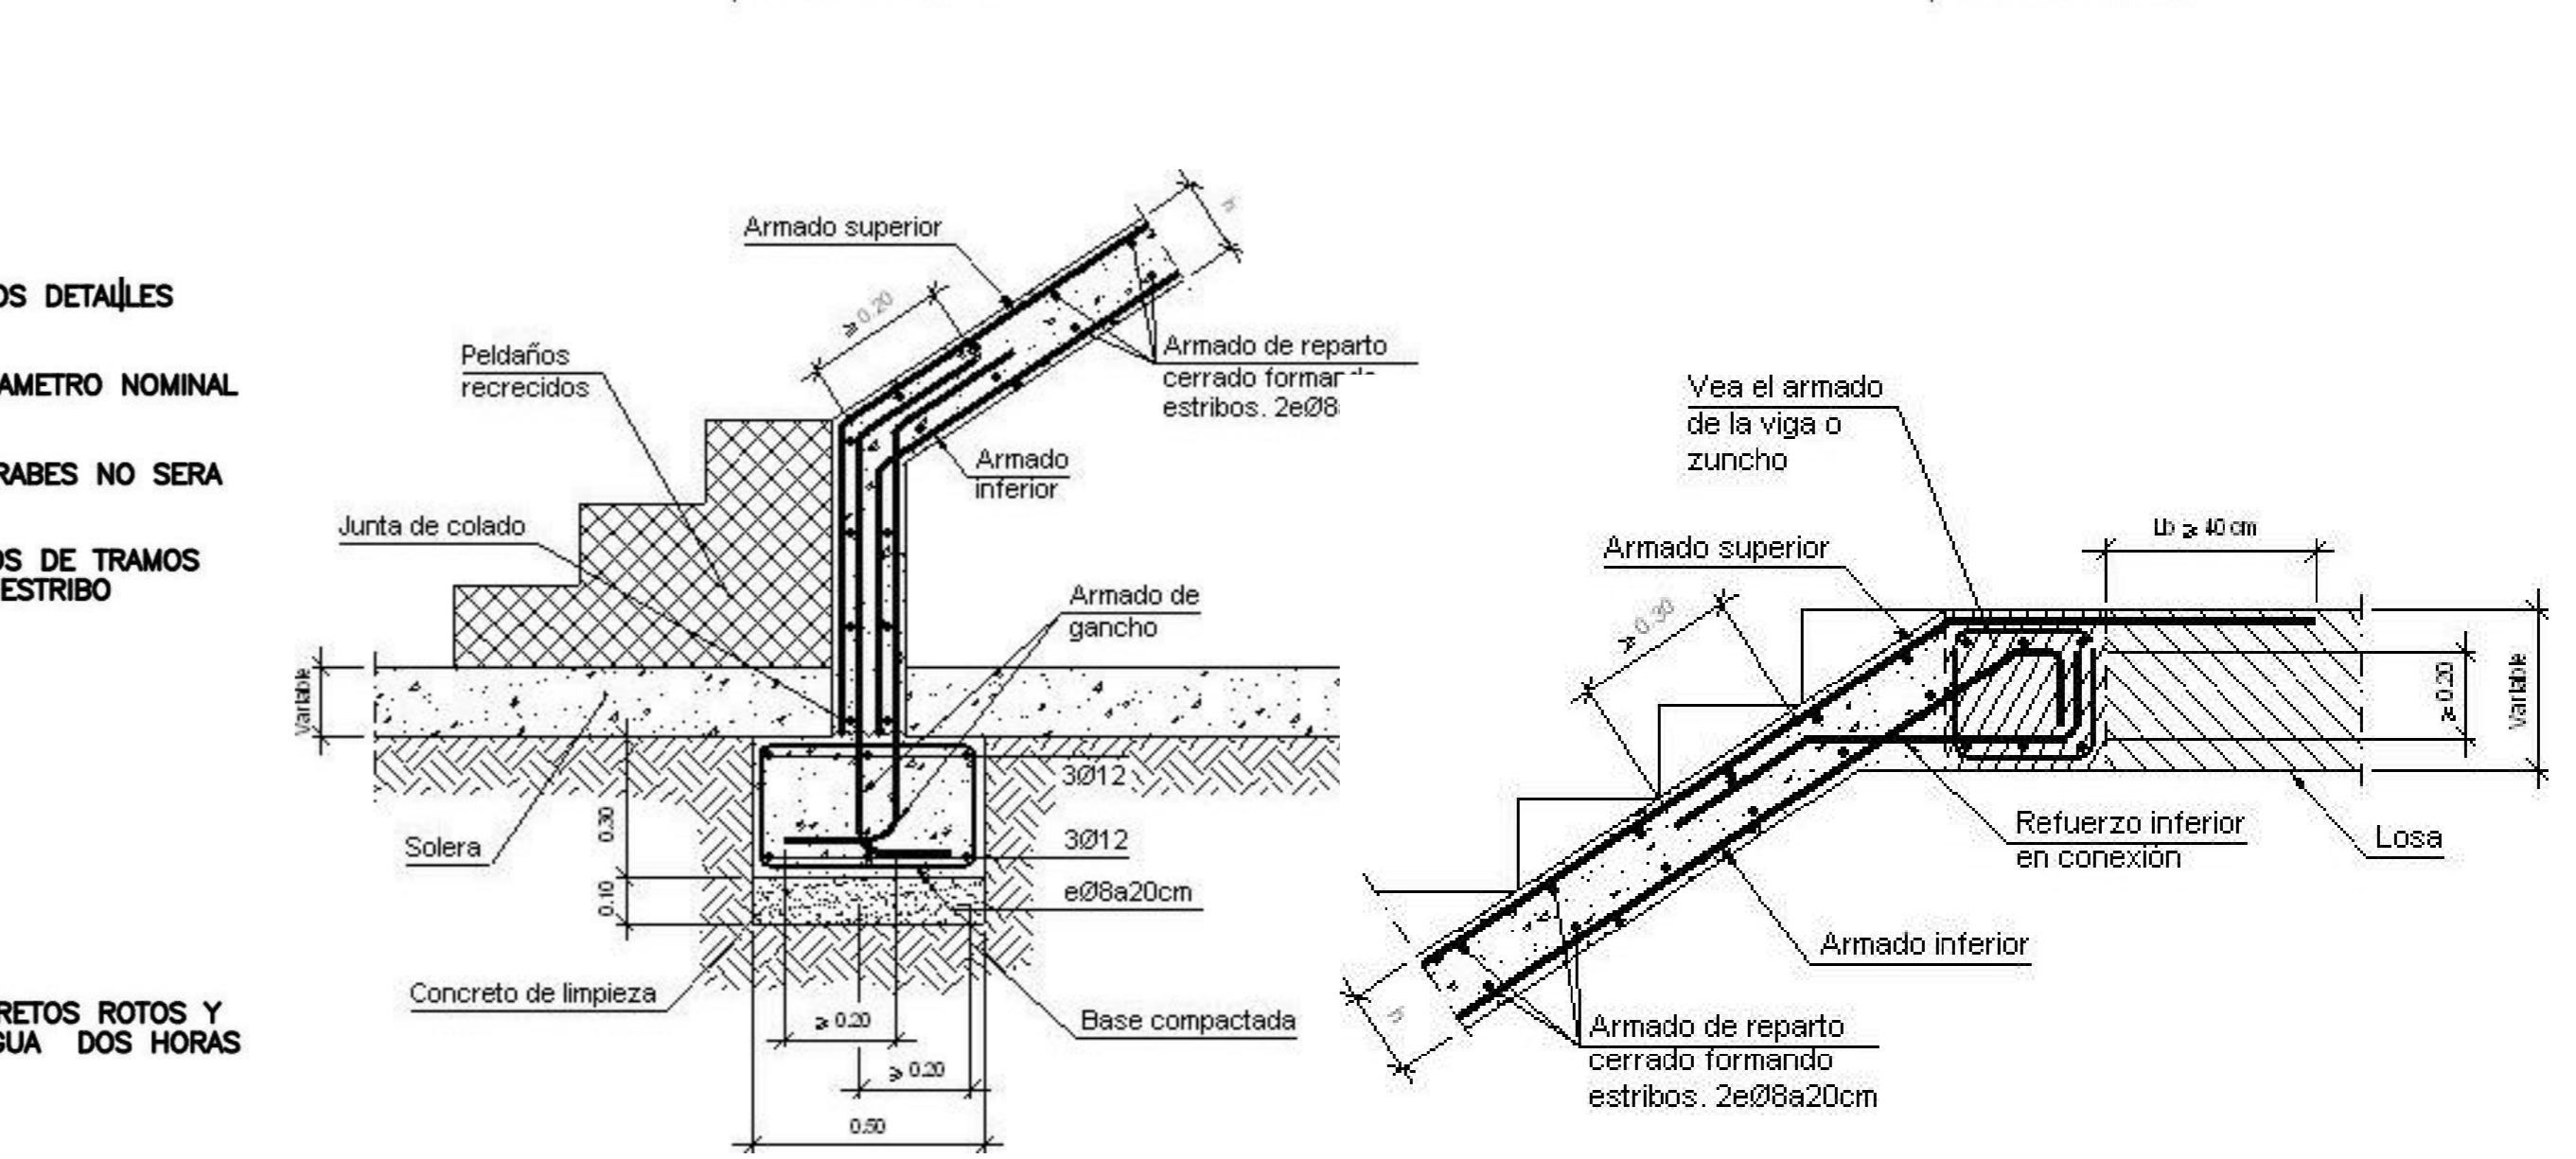 OS DETALLES
AMETRO NOMINAL
RABES NO SERA
OS DE TRAMOS
ESTRIBO
RETOS ROTOS Y
GUA DOS HORAS
Armado superior
h
≥ 0.20
Peldaños
recrecidos
Armado de reparto
cerrado
estribos. 2eØ8
Armado
inferior
Junta de colado
Armado de
gancho
Variable
3Ø12
0.30
Solera
3Ø12
0.10
eØ8a20cm
Concreto de limpieza
≥ 0.20
Base compactada
≥ 0.20
0.50
Vea el armado
de la viga o
zuncho
Lb ≥ 40 cm
Armado superior
≥ 0.30
≥ 0.20
Variable
Refuerzo inferior
en conexión
Losa
Armado inferior
h
Armado de reparto
cerrado formando
estribos. 2eØ8a20cm